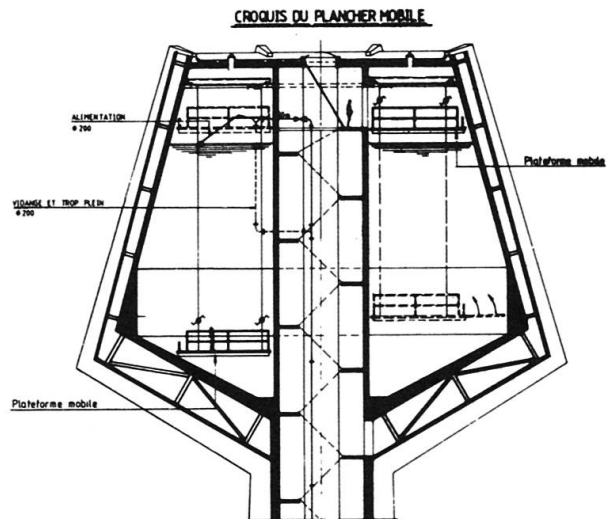 CROQUIS DU PLANCHER MOBILE
ALIMENTATION
ø 200
Plateforme mobile
VIDANGE ET TROP PLEIN
ø 200
Plateforme mobile